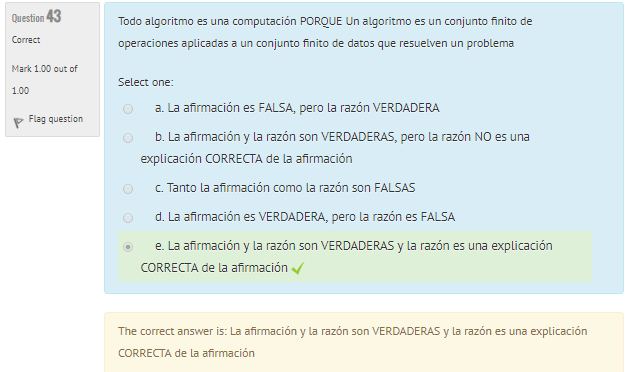 Question 43
Correct
Mark 1.00 out of
1.00
Flag question
Todo algoritmo es una computación PORQUE Un algoritmo es un conjunto finito de
operaciones aplicadas a un conjunto finito de datos que resuelven un problema
Select one:
a. La afirmación es FALSA, pero la razón VERDADERA
b. La afirmación y la razón son VERDADERAS, pero la razón NO es una
explicación CORRECTA de la afirmación
c. Tanto la afirmación como la razón son FALSAS
d. La afirmación es VERDADERA, pero la razón es FALSA
e. La afirmación y la razón son VERDADERAS y la razón es una explicación
CORRECTA de la afirmación
The correct answer is: La afirmación y la razón son VERDADERAS y la razón es una explicación
CORRECTA de la afirmación